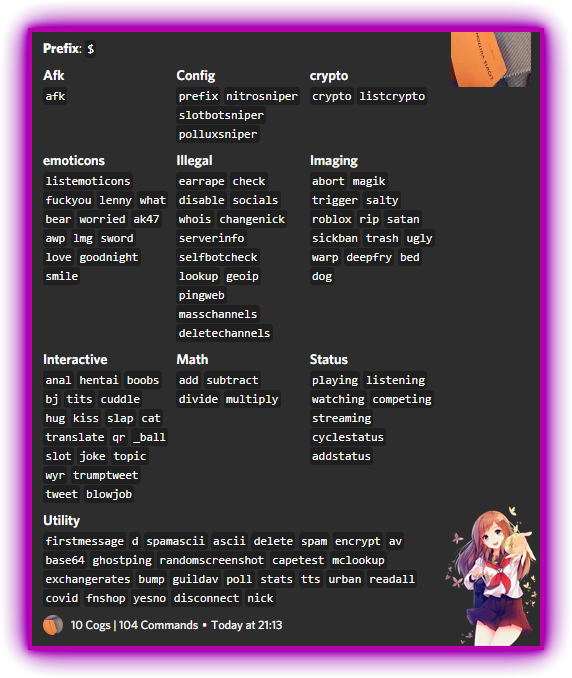 Prefix: $
Afk
afk
Config
prefix nitrosniper
slotbotsniper
polluxsniper
crypto
crypto listcrypto
emoticons
listemoticons
fuckyou lenny what
bear worried ak47
awp lmg sword
love goodnight
smile
Illegal
earrape check
disable socials
whois changenick
serverinfo
selfbotcheck
lookup geoip
pingweb
masschannels
deletechannels
Imaging
abort magik
trigger salty
roblox rip satan
sickban trash ugly
warp deepfry bed
dog
Interactive
anal hentai boobs
bj tits cuddle
hug kiss slap cat
translate qr _ball
slot joke topic
wyr trumptweet
tweet blowjob
Math
add subtract
divide multiply
Status
playing listening
watching competing
streaming
cyclestatus
addstatus
Utility
firstmessage d spamascii ascii delete spam encrypt av
base64 ghostping randomscreenshot capetest mclookup
exchangerates bump guildav poll stats tts urban readall
covid fnshop yesno disconnect nick
10 Cogs | 104 Commands • Today at 21:13